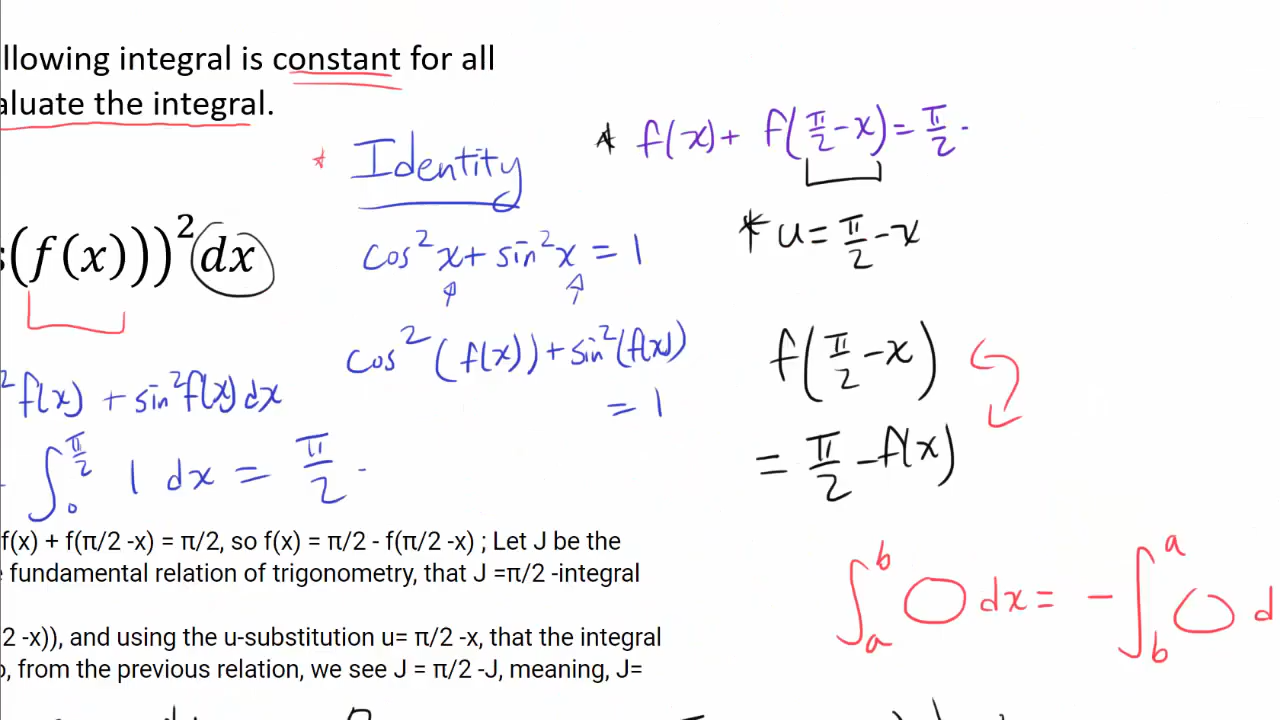 llowing integral is constant for all
aluate the integral.
* Identity
* f(x) + f(π/2 - x) = π/2.
* u = π/2 - x
(f(x)))² dx
cos²x + sin²x = 1
cos²(f(x)) + sin²(f(x))
= 1
f(π/2 - x)
= π/2 - f(x)
²f(x) + sin²f(x) dx
∫₀^(π/2) 1 dx = π/2.
f(x) + f(π/2 -x) = π/2, so f(x) = π/2 - f(π/2 -x) ; Let J be the
fundamental relation of trigonometry, that J =π/2 -integral
∫ₐᵇ ◯ dx = - ∫_bᵃ ◯ d
2 -x)), and using the u-substitution u= π/2 -x, that the integral
, from the previous relation, we see J = π/2 -J, meaning, J=